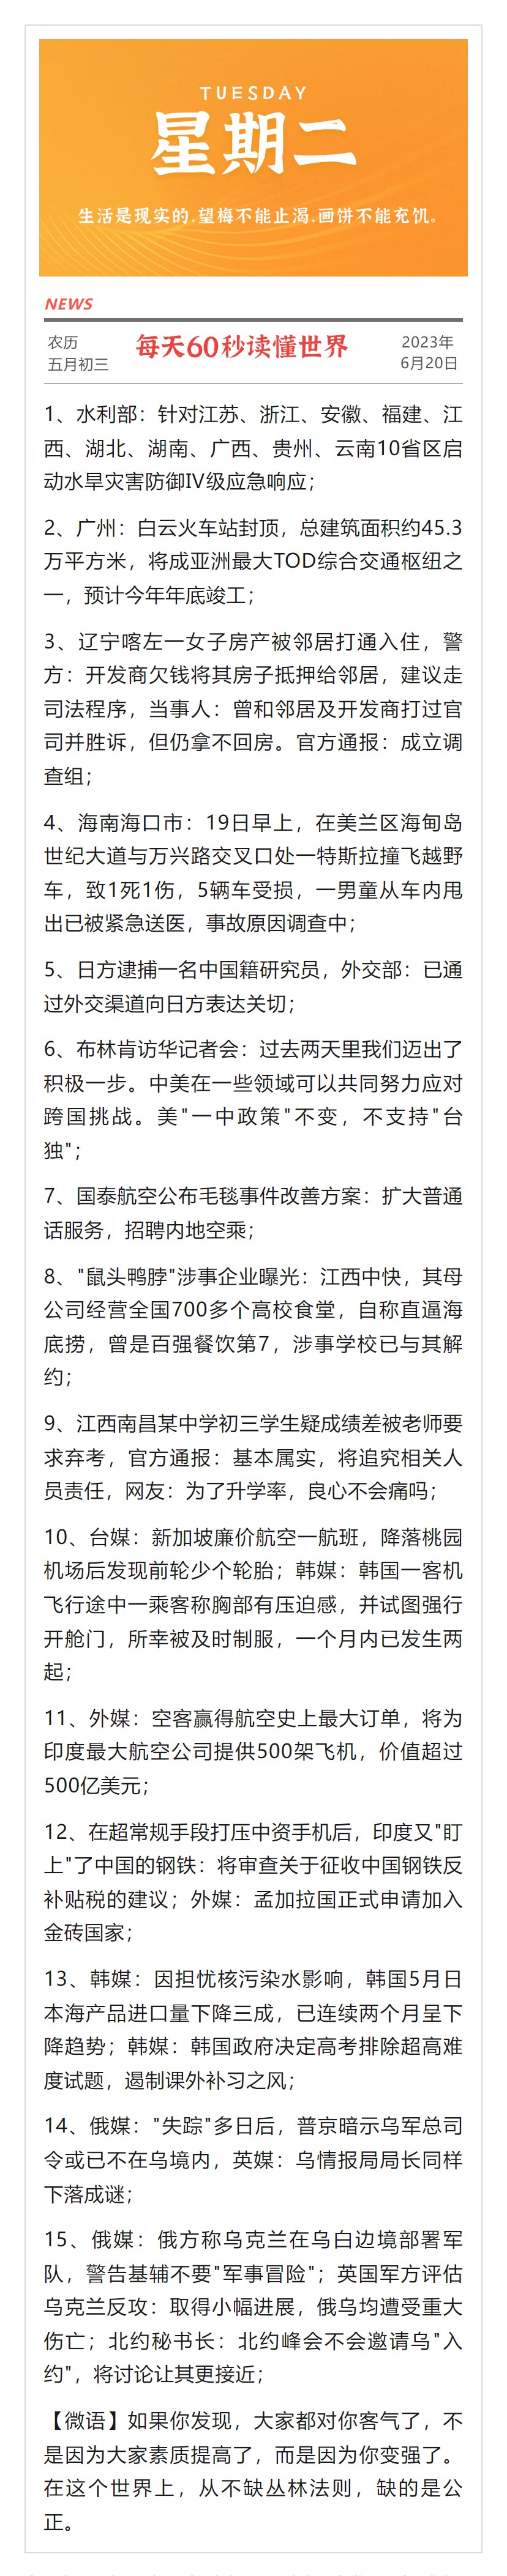 TUESDAY
星期二
生活是现实的.望梅不能止渴.画饼不能充饥。
NEWS
农历
五月初三
每天60秒读懂世界
2023年
6月20日
1、水利部：针对江苏、浙江、安徽、福建、江
西、湖北、湖南、广西、贵州、云南10省区启
动水旱灾害防御IV级应急响应；
2、广州：白云火车站封顶，总建筑面积约45.3
万平方米，将成亚洲最大TOD综合交通枢纽之
一，预计今年年底竣工；
3、辽宁喀左一女子房产被邻居打通入住，警
方：开发商欠钱将其房子抵押给邻居，建议走
司法程序，当事人：曾和邻居及开发商打过官
司并胜诉，但仍拿不回房。官方通报：成立调
查组；
4、海南海口市：19日早上，在美兰区海甸岛
世纪大道与万兴路交叉口处一特斯拉撞飞越野
车，致1死1伤，5辆车受损，一男童从车内甩
出已被紧急送医，事故原因调查中；
5、日方逮捕一名中国籍研究员，外交部：已通
过外交渠道向日方表达关切；
6、布林肯访华记者会：过去两天里我们迈出了
积极一步。中美在一些领域可以共同努力应对
跨国挑战。美"一中政策"不变，不支持"台
独"；
7、国泰航空公布毛毯事件改善方案：扩大普通
话服务，招聘内地空乘；
8、"鼠头鸭脖"涉事企业曝光：江西中快，其母
公司经营全国700多个高校食堂，自称直逼海
底捞，曾是百强餐饮第7，涉事学校已与其解
约；
9、江西南昌某中学初三学生疑成绩差被老师要
求弃考，官方通报：基本属实，将追究相关人
员责任，网友：为了升学率，良心不会痛吗；
10、台媒：新加坡廉价航空一航班，降落桃园
机场后发现前轮少个轮胎；韩媒：韩国一客机
飞行途中一乘客称胸部有压迫感，并试图强行
开舱门，所幸被及时制服，一个月内已发生两
起；
11、外媒：空客赢得航空史上最大订单，将为
印度最大航空公司提供500架飞机，价值超过
500亿美元；
12、在超常规手段打压中资手机后，印度又"盯
上"了中国的钢铁：将审查关于征收中国钢铁反
补贴税的建议；外媒：孟加拉国正式申请加入
金砖国家；
13、韩媒：因担忧核污染水影响，韩国5月日
本海产品进口量下降三成，已连续两个月呈下
降趋势；韩媒：韩国政府决定高考排除超高难
度试题，遏制课外补习之风；
14、俄媒："失踪"多日后，普京暗示乌军总司
令或已不在乌境内，英媒：乌情报局局长同样
下落成谜；
15、俄媒：俄方称乌克兰在乌白边境部署军
队，警告基辅不要"军事冒险"；英国军方评估
乌克兰反攻：取得小幅进展，俄乌均遭受重大
伤亡；北约秘书长：北约峰会不会邀请乌"入
约"，将讨论让其更接近；
【微语】如果你发现，大家都对你客气了，不
是因为大家素质提高了，而是因为你变强了。
在这个世界上，从不缺丛林法则，缺的是公
正。